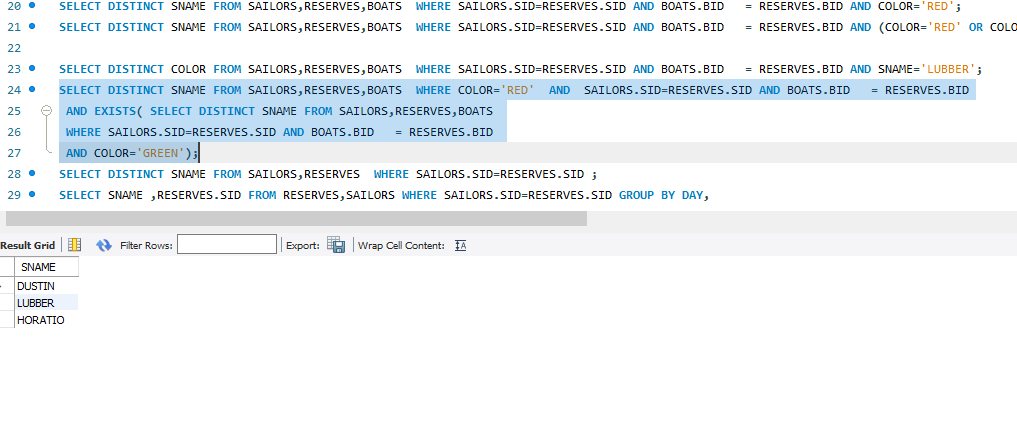 20 SELECT DISTINCT SNAME FROM SAILORS,RESERVES,BOATS  WHERE SAILORS.SID=RESERVES.SID AND BOATS.BID   = RESERVES.BID AND COLOR='RED';
21 SELECT DISTINCT SNAME FROM SAILORS,RESERVES,BOATS  WHERE SAILORS.SID=RESERVES.SID AND BOATS.BID   = RESERVES.BID AND (COLOR='RED' OR COLO
22
23 SELECT DISTINCT COLOR FROM SAILORS,RESERVES,BOATS  WHERE SAILORS.SID=RESERVES.SID AND BOATS.BID   = RESERVES.BID AND SNAME='LUBBER';
24 SELECT DISTINCT SNAME FROM SAILORS,RESERVES,BOATS  WHERE COLOR='RED'  AND  SAILORS.SID=RESERVES.SID AND BOATS.BID   = RESERVES.BID
25 AND EXISTS( SELECT DISTINCT SNAME FROM SAILORS,RESERVES,BOATS
26 WHERE SAILORS.SID=RESERVES.SID AND BOATS.BID   = RESERVES.BID
27 AND COLOR='GREEN');
28 SELECT DISTINCT SNAME FROM SAILORS,RESERVES  WHERE SAILORS.SID=RESERVES.SID ;
29 SELECT SNAME ,RESERVES.SID FROM RESERVES,SAILORS WHERE SAILORS.SID=RESERVES.SID GROUP BY DAY,
Result Grid Filter Rows: Export: Wrap Cell Content:
SNAME
DUSTIN
LUBBER
HORATIO